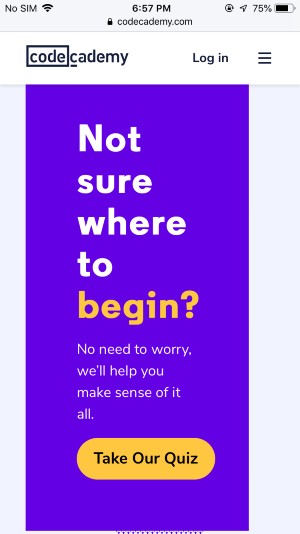 No SIM 6:57 PM 75%
codecademy.com
codecademy Log in
Not
sure
where
to
begin?
No need to worry,
we'll help you
make sense of it
all.
Take Our Quiz